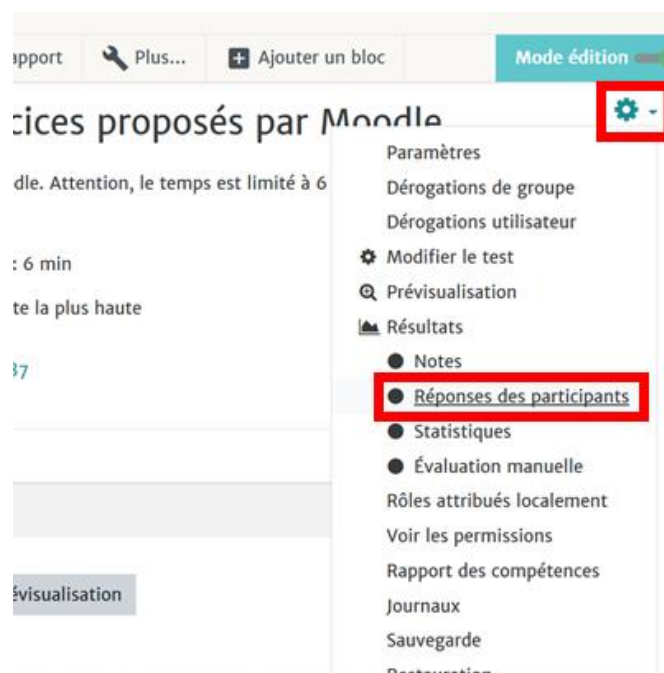 apport Plus... Ajouter un bloc Mode édition
cices proposés par Moodle
dle. Attention, le temps est limité à 6
: 6 min
te la plus haute
37
évisualisation
Paramètres
Dérogations de groupe
Dérogations utilisateur
Modifier le test
Prévisualisation
Résultats
Notes
Réponses des participants
Statistiques
Évaluation manuelle
Rôles attribués localement
Voir les permissions
Rapport des compétences
Journaux
Sauvegarde
Restauration